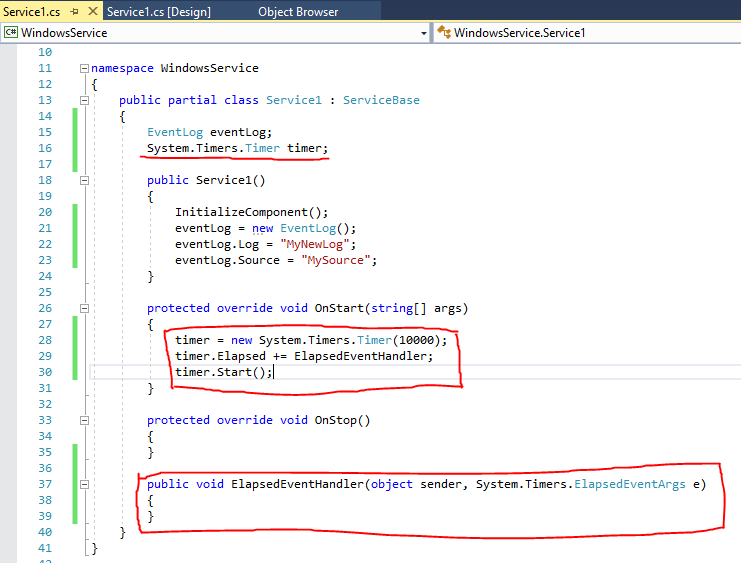 Service1.cs Service1.cs [Design] Object Browser
C# WindowsService WindowsService.Service1
10
11 namespace WindowsService
12 {
13 public partial class Service1 : ServiceBase
14 {
15 EventLog eventLog;
16 System.Timers.Timer timer;
17
18 public Service1()
19 {
20 InitializeComponent();
21 eventLog = new EventLog();
22 eventLog.Log = "MyNewLog";
23 eventLog.Source = "MySource";
24 }
25
26 protected override void OnStart(string[] args)
27 {
28 timer = new System.Timers.Timer(10000);
29 timer.Elapsed += ElapsedEventHandler;
30 timer.Start();
31 }
32
33 protected override void OnStop()
34 {
35 }
36
37 public void ElapsedEventHandler(object sender, System.Timers.ElapsedEventArgs e)
38 {
39 }
40 }
41 }